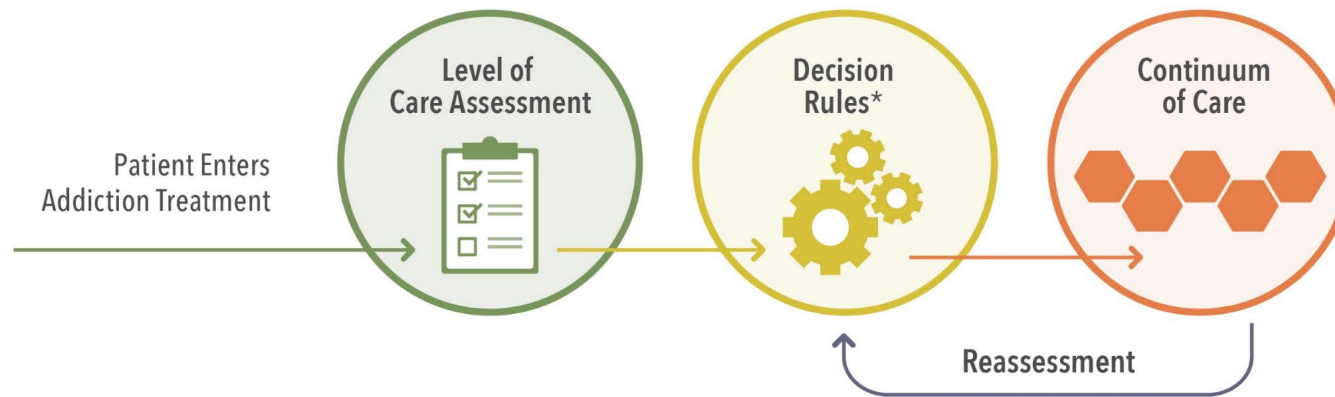 Patient Enters
Addiction Treatment
Level of
Care Assessment
Decision
Rules*
Continuum
of Care
Reassessment